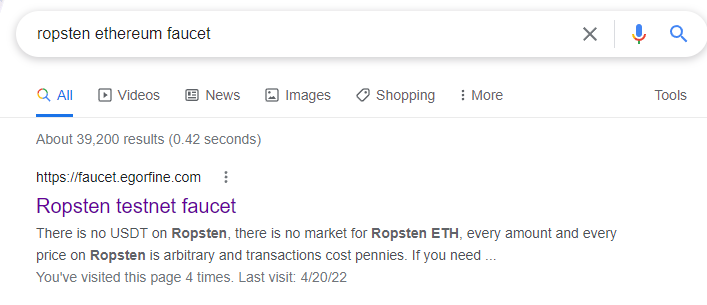 ropsten ethereum faucet
All Videos News Images Shopping More Tools
About 39,200 results (0.42 seconds)
https://faucet.egorfine.com
Ropsten testnet faucet
There is no USDT on Ropsten, there is no market for Ropsten ETH, every amount and every
price on Ropsten is arbitrary and transactions cost pennies. If you need ...
You've visited this page 4 times. Last visit: 4/20/22